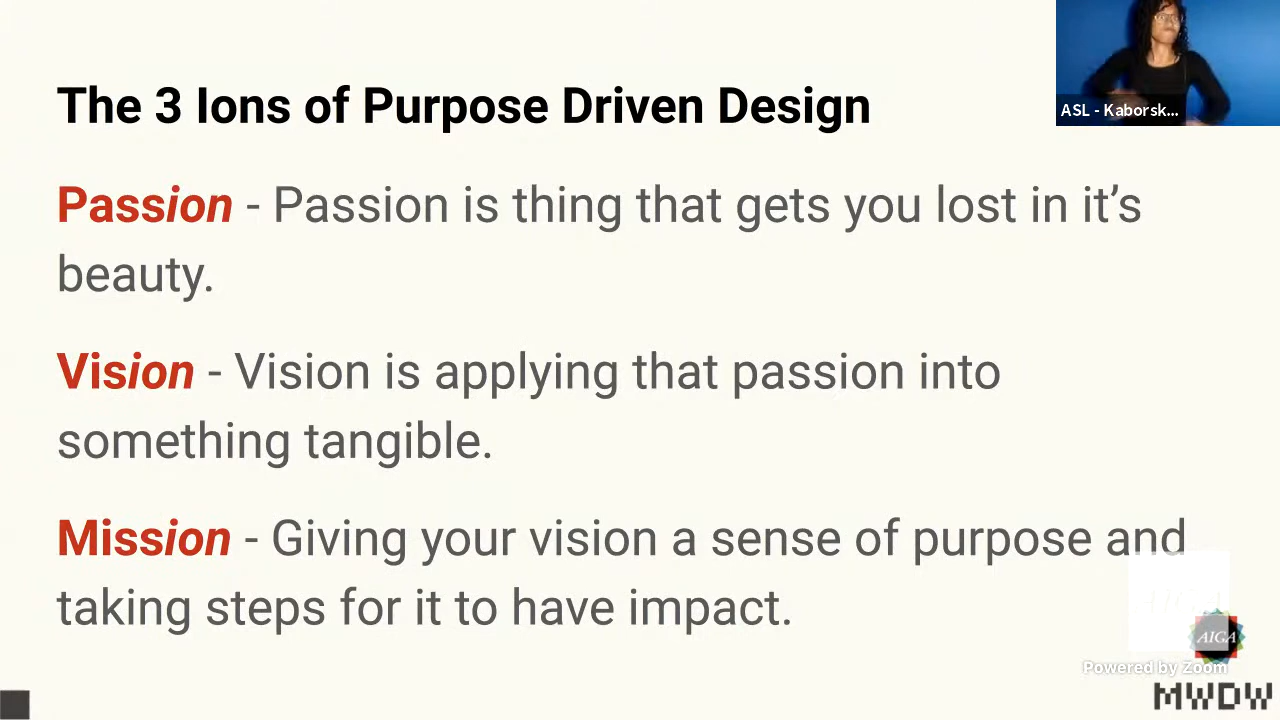 The 3 Ions of Purpose Driven Design
ASL - Kaborsk...
Passion - Passion is thing that gets you lost in it’s
beauty.
Vision - Vision is applying that passion into
something tangible.
Mission - Giving your vision a sense of purpose and
taking steps for it to have impact.
AIGA
Powered by Zoom
MWDW